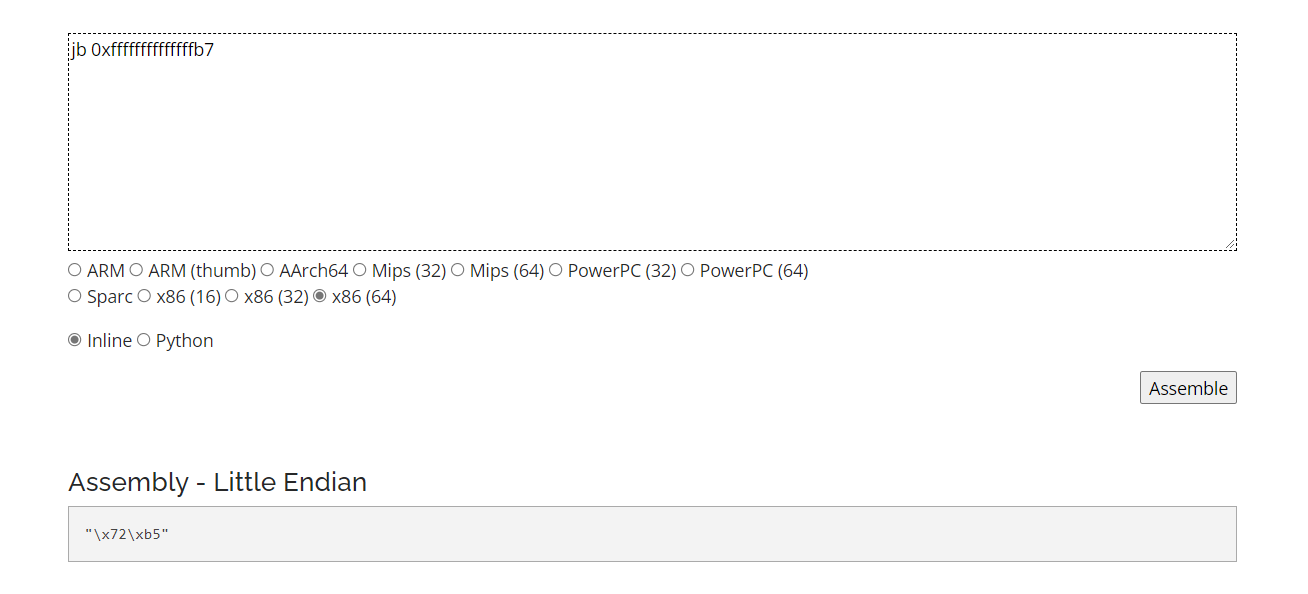 jb 0xffffffffffffffb7
ARM ARM (thumb) AArch64 Mips (32) Mips (64) PowerPC (32) PowerPC (64)
Sparc x86 (16) x86 (32) x86 (64)
Inline Python
Assemble
Assembly - Little Endian
"\x72\xb5"